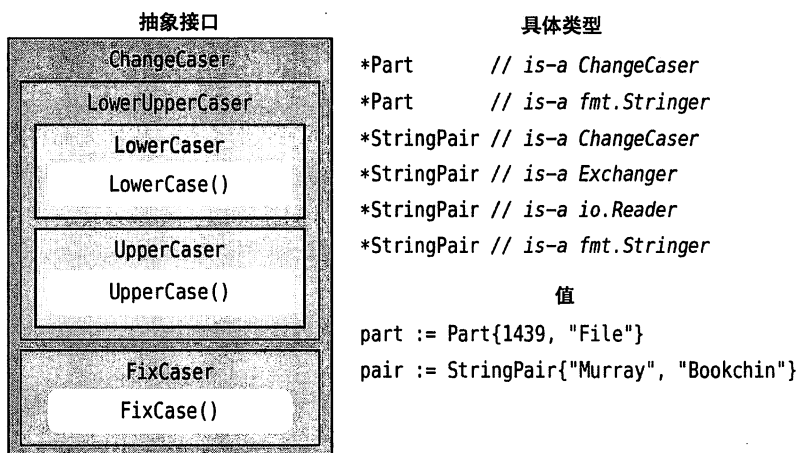 抽象接口
ChangeCaser
LowerUpperCaser
LowerCaser
LowerCase()
UpperCaser
UpperCase()
FixCaser
FixCase()
具体类型
*Part // is-a ChangeCaser
*Part // is-a fmt.Stringer
*StringPair // is-a ChangeCaser
*StringPair // is-a Exchanger
*StringPair // is-a io.Reader
*StringPair // is-a fmt.Stringer
值
part := Part{1439, "File"}
pair := StringPair{"Murray", "Bookchin"}